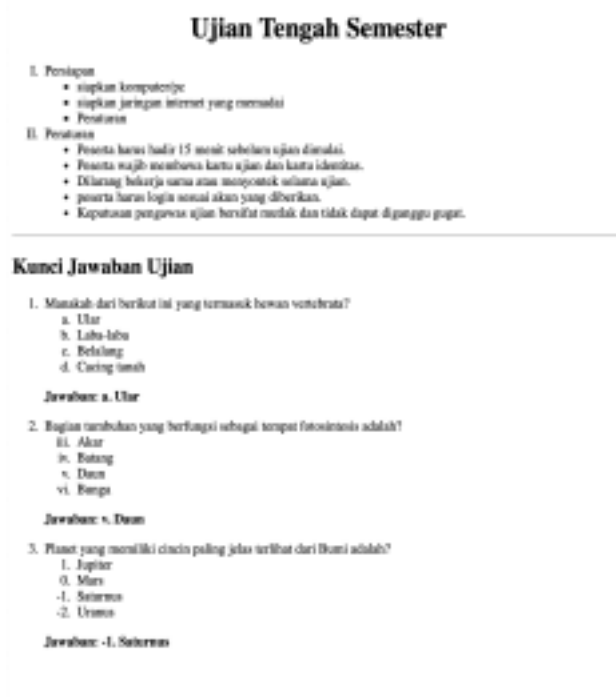 Ujian Tengah Semester
I. Persiapan
• siapkan komputer/pc
• siapkan jaringan internet yang memadai
• Peraturan
II. Peraturan
• Peserta harus hadir 15 menit sebelum ujian dimulai.
• Peserta wajib membawa kartu ujian dan kartu identitas.
• Dilarang bekerja sama atau menyontek selama ujian.
• peserta harus login sesuai akun yang diberikan.
• Keputusan pengawas ujian bersifat mutlak dan tidak dapat diganggu gugat.
Kunci Jawaban Ujian
1. Manakah dari berikut ini yang termasuk hewan vertebrata?
a. Ular
b. Laba-laba
c. Belalang
d. Cacing tanah
Jawaban: a. Ular
2. Bagian tumbuhan yang berfungsi sebagai tempat fotosintesis adalah?
iii. Akar
iv. Batang
v. Daun
vi. Bunga
Jawaban: v. Daun
3. Planet yang memiliki cincin paling jelas terlihat dari Bumi adalah?
1. Jupiter
0. Mars
-1. Saturnus
-2. Uranus
Jawaban: -1. Saturnus